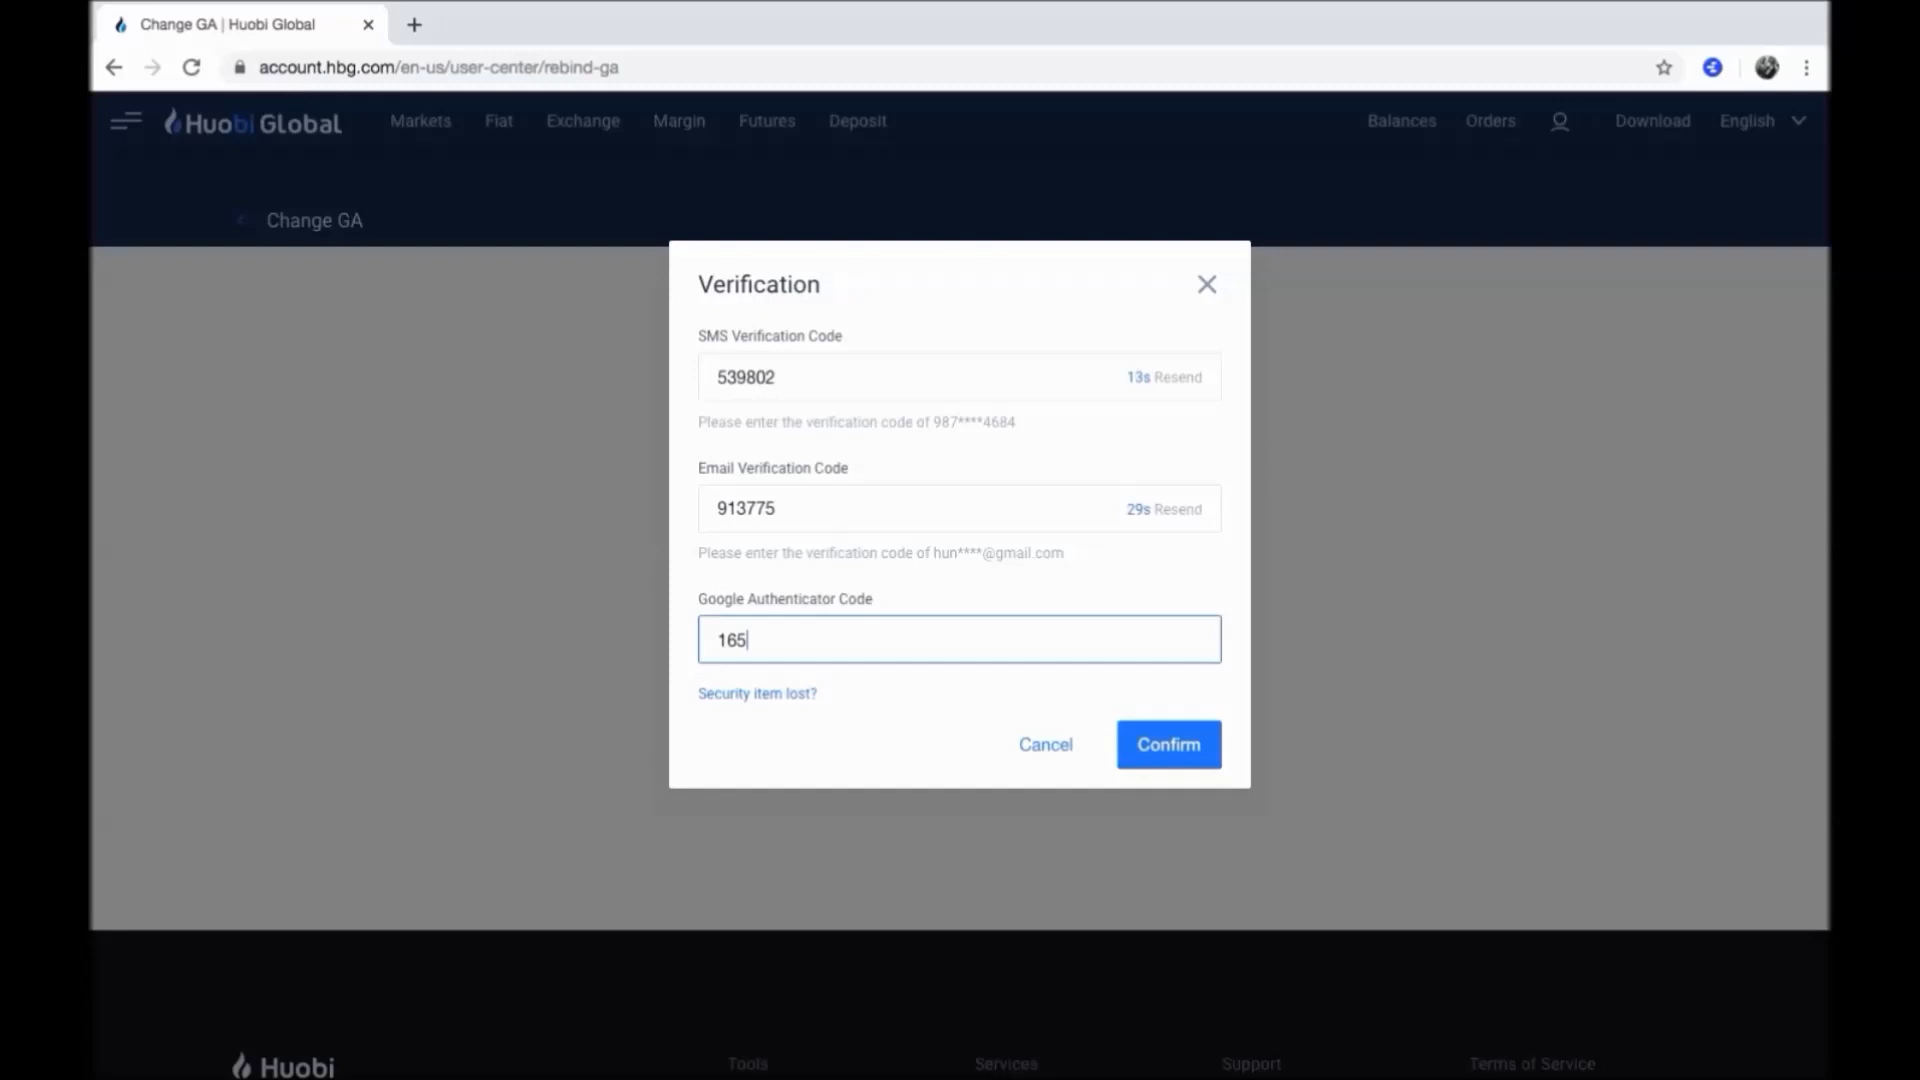 Change GA | Huobi Global
account.hbg.com/en-us/user-center/rebind-ga
Huobi Global Markets Fiat Exchange Margin Futures Deposit Balances Orders Download English
Change GA
Verification
SMS Verification Code
539802 13s Resend
Please enter the verification code of 987****4684
Email Verification Code
913775 29s Resend
Please enter the verification code of hun****@gmail.com
Google Authenticator Code
165
Security item lost?
Cancel Confirm
Huobi Tools Services Support Terms of Service